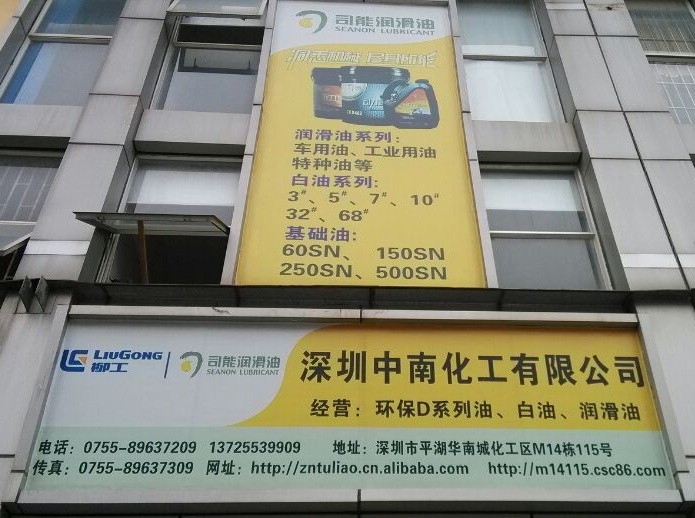 司能润滑油
SEANON LUBRICANT
润滑油系列:
车用油、工业用油
特种油等
白油系列:
3#、5#、7#、10#
32#、68#
基础油:
60SN、 150SN
250SN、500SN
LIUGONG
柳工
司能润滑油
SEANON LUBRICANT
深圳中南化工有限公司
经营：环保D系列油、白油、润滑油
电话：0755-89637209 13725539909 地址：深圳市平湖华南城化工区M14栋115号
传真：0755-89637309 网址：http://zntuliao.cn.alibaba.com http://m14115.csc86.com